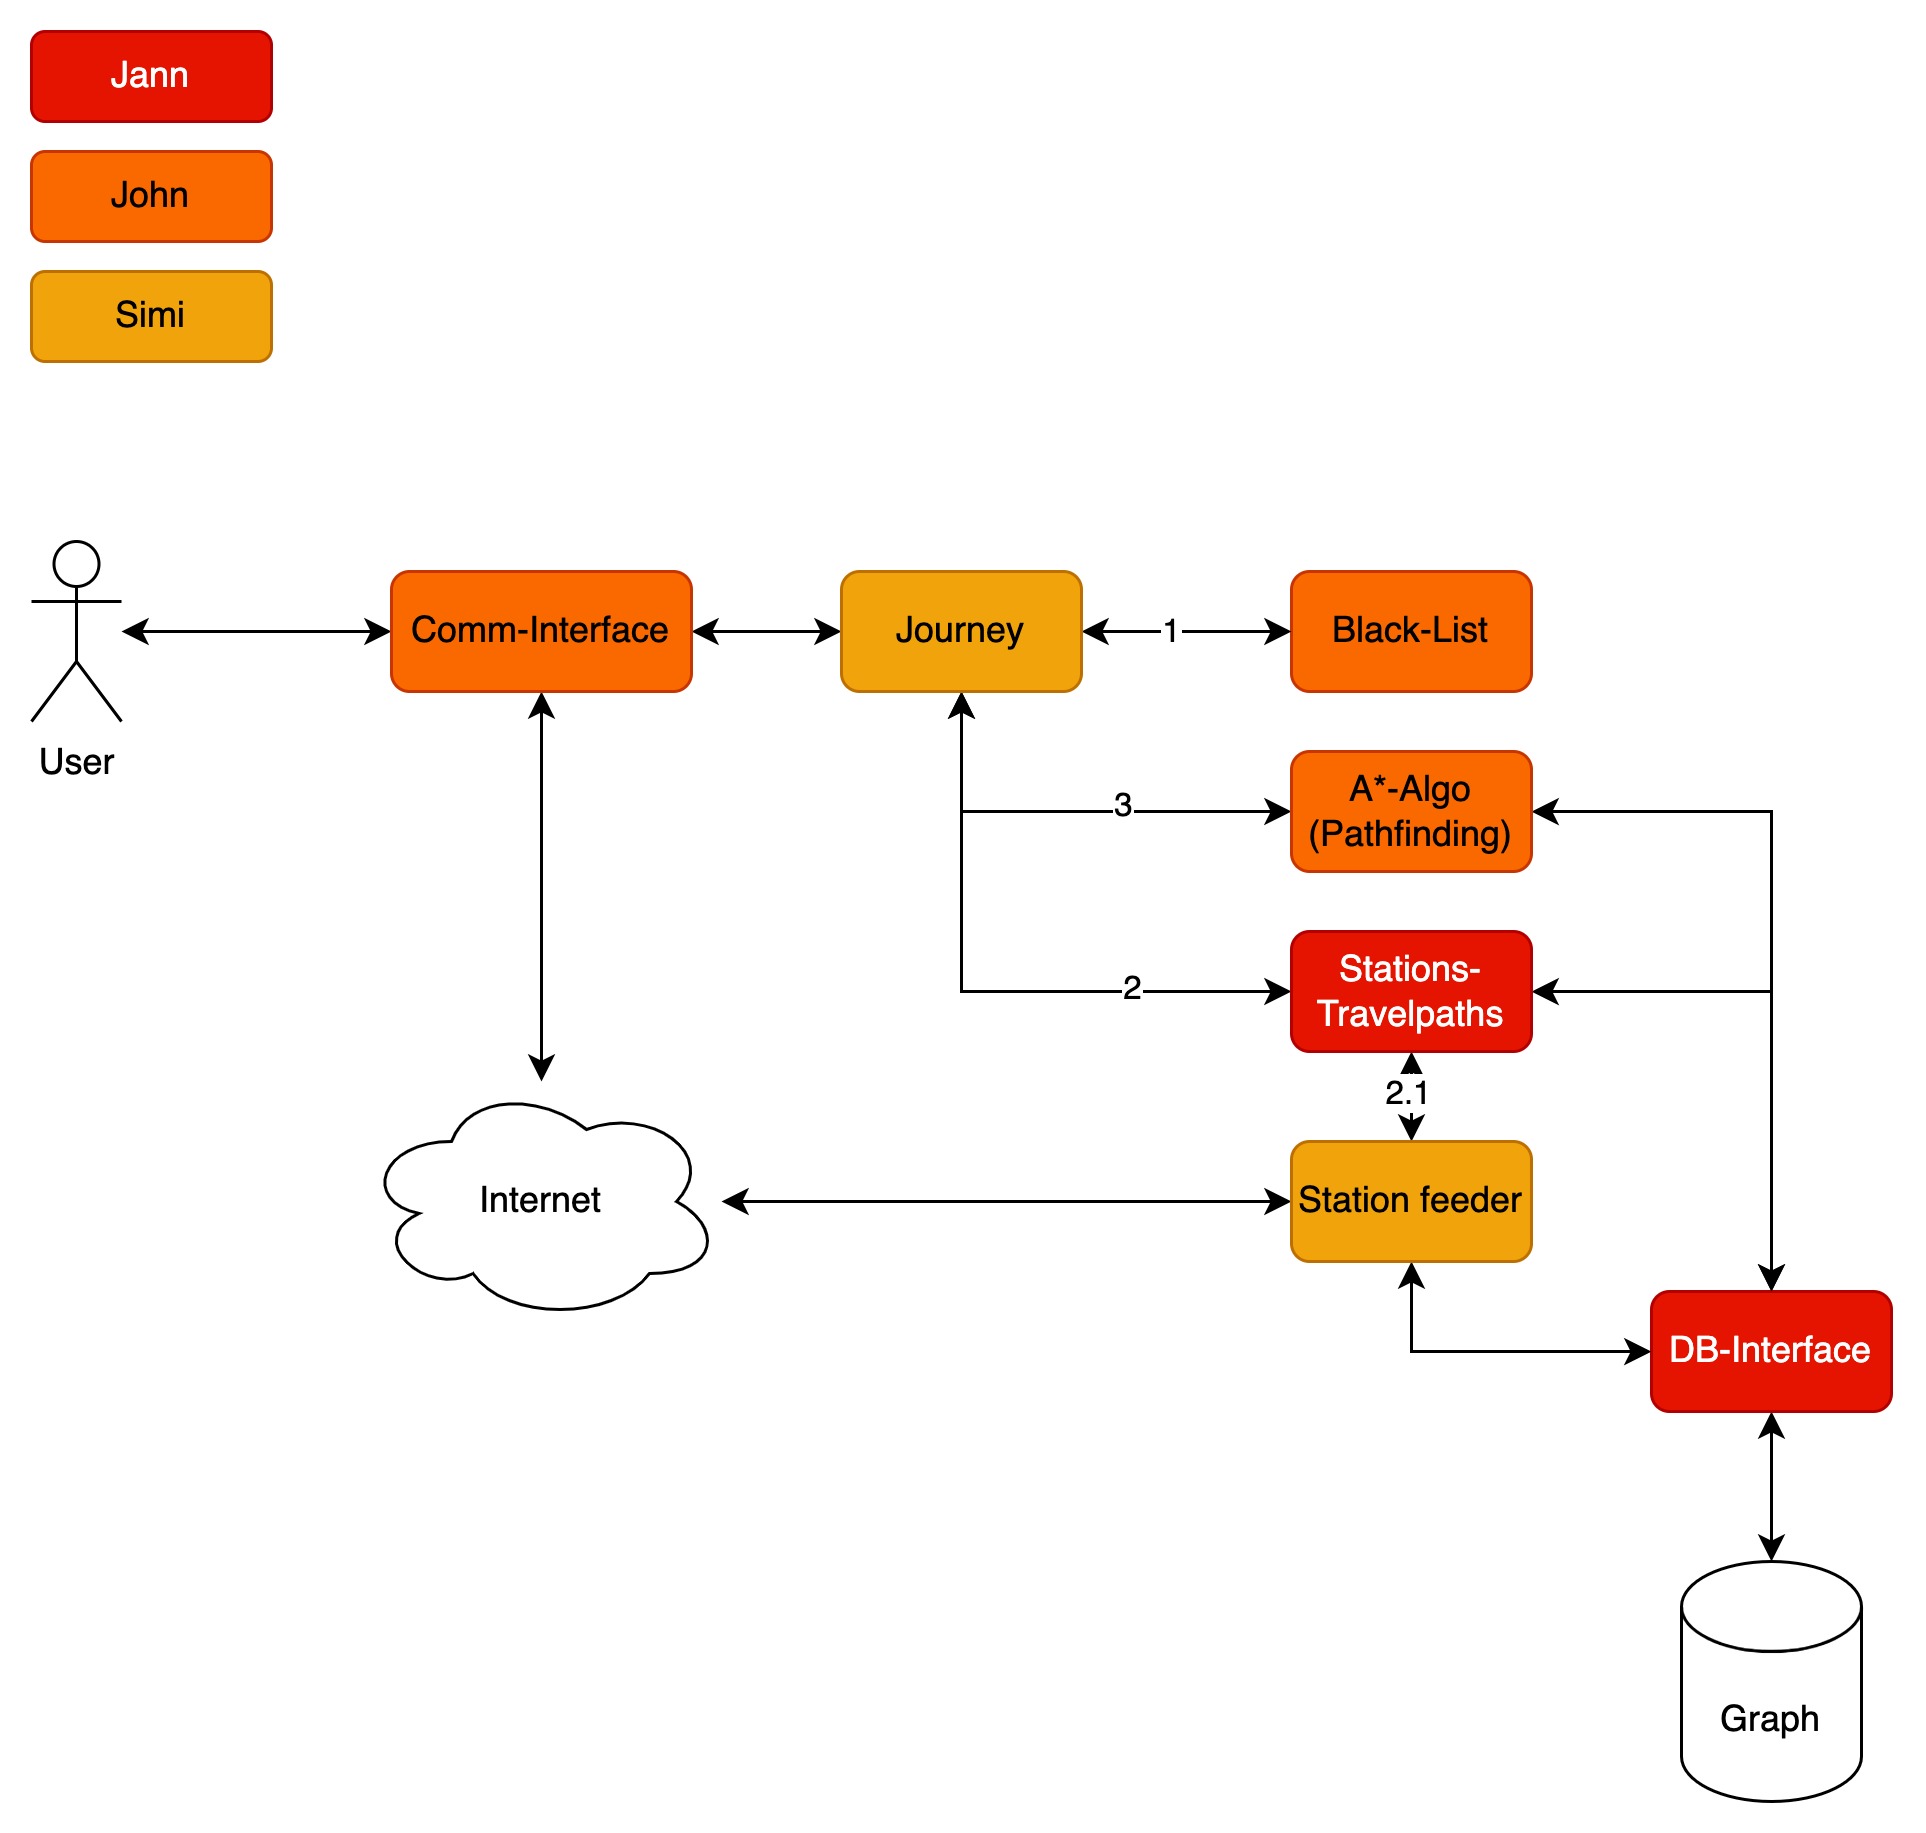 Jann
John
Simi
User
Comm-Interface
Journey
1
Black-List
3
A*-Algo
(Pathfinding)
2
Stations-
Travelpaths
2.1
Internet
Station feeder
DB-Interface
Graph